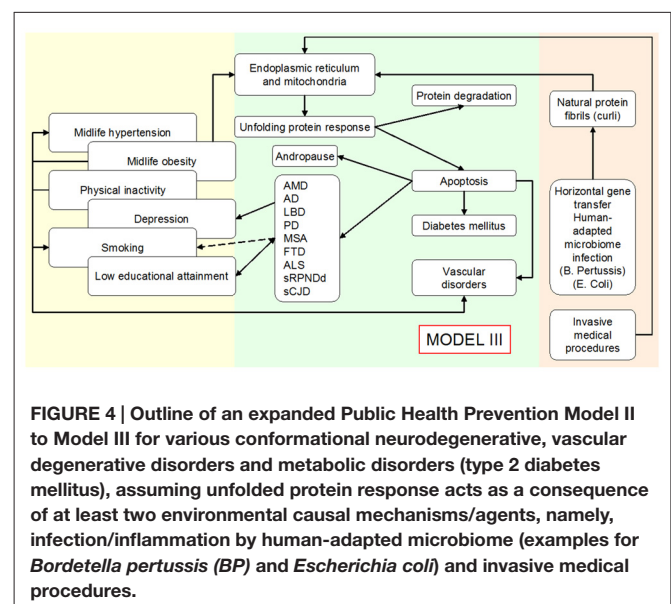 Endoplasmic reticulum
and mitochondria
Protein degradation
Natural protein
fibrils (curli)
Midlife hypertension
Unfolding protein response
Midlife obesity
Andropause
Physical inactivity
AMD
AD
LBD
PD
MSA
FTD
ALS
sRPNDd
sCJD
Apoptosis
Horizontal gene
transfer
Human-
adapted
microbiome
infection
(B. Pertussis)
(E. Coli)
Depression
Diabetes mellitus
Smoking
Low educational attainment
Vascular
disorders
Invasive
medical
procedures
MODEL III
FIGURE 4 | Outline of an expanded Public Health Prevention Model II
to Model III for various conformational neurodegenerative, vascular
degenerative disorders and metabolic disorders (type 2 diabetes
mellitus), assuming unfolded protein response acts as a consequence
of at least two environmental causal mechanisms/agents, namely,
infection/inflammation by human-adapted microbiome (examples for
Bordetella pertussis (BP) and Escherichia coli) and invasive medical
procedures.